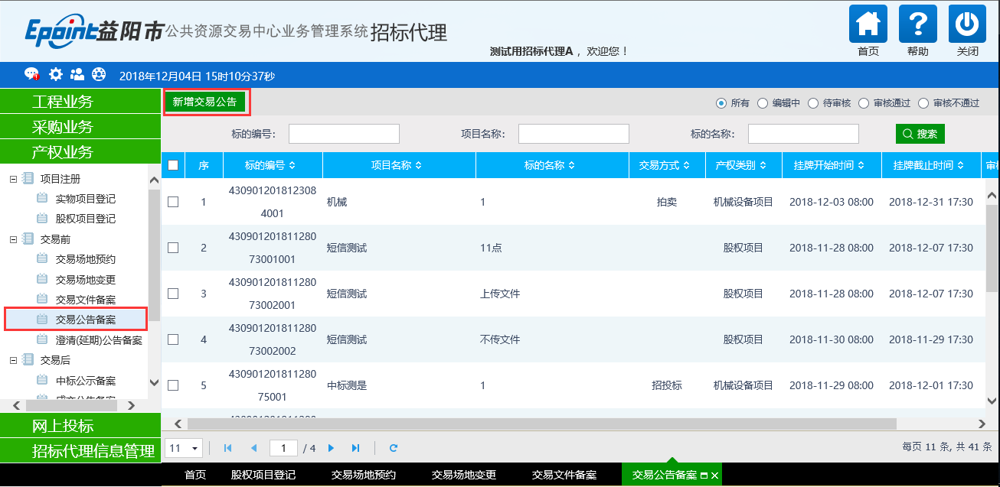 Epoint益阳市公共资源交易中心业务管理系统招标代理
测试用招标代理A ，欢迎您！
首页
帮助
关闭
2018年12月04日 15时10分37秒
工程业务
采购业务
产权业务
项目注册
实物项目登记
股权项目登记
交易前
交易场地预约
交易场地变更
交易文件备案
交易公告备案
澄清(延期)公告备案
交易后
中标公示备案
成交公告备案
网上投标
招标代理信息管理
新增交易公告
所有 编辑中 待审核 审核通过 审核不通过
标的编号： 项目名称： 标的名称： 搜索
序 标的编号 项目名称 标的名称 交易方式 产权类别 挂牌开始时间 挂牌截止时间 审
1 430901201812308 4001 机械 1 拍卖 机械设备项目 2018-12-03 08:00 2018-12-31 17:30
2 430901201811280 73001001 短信测试 11点 股权项目 2018-11-28 08:00 2018-12-07 17:30
3 430901201811280 73002001 短信测试 上传文件 股权项目 2018-11-28 08:00 2018-12-07 17:30
4 430901201811280 73002002 短信测试 不传文件 股权项目 2018-11-30 08:00 2018-11-29 17:30
5 430901201811280 75001 中标测是 1 招投标 机械设备项目 2018-11-29 08:00 2018-12-01 17:30
11 1 / 4 每页 11 条, 共 41 条
首页 股权项目登记 交易场地预约 交易场地变更 交易文件备案 交易公告备案